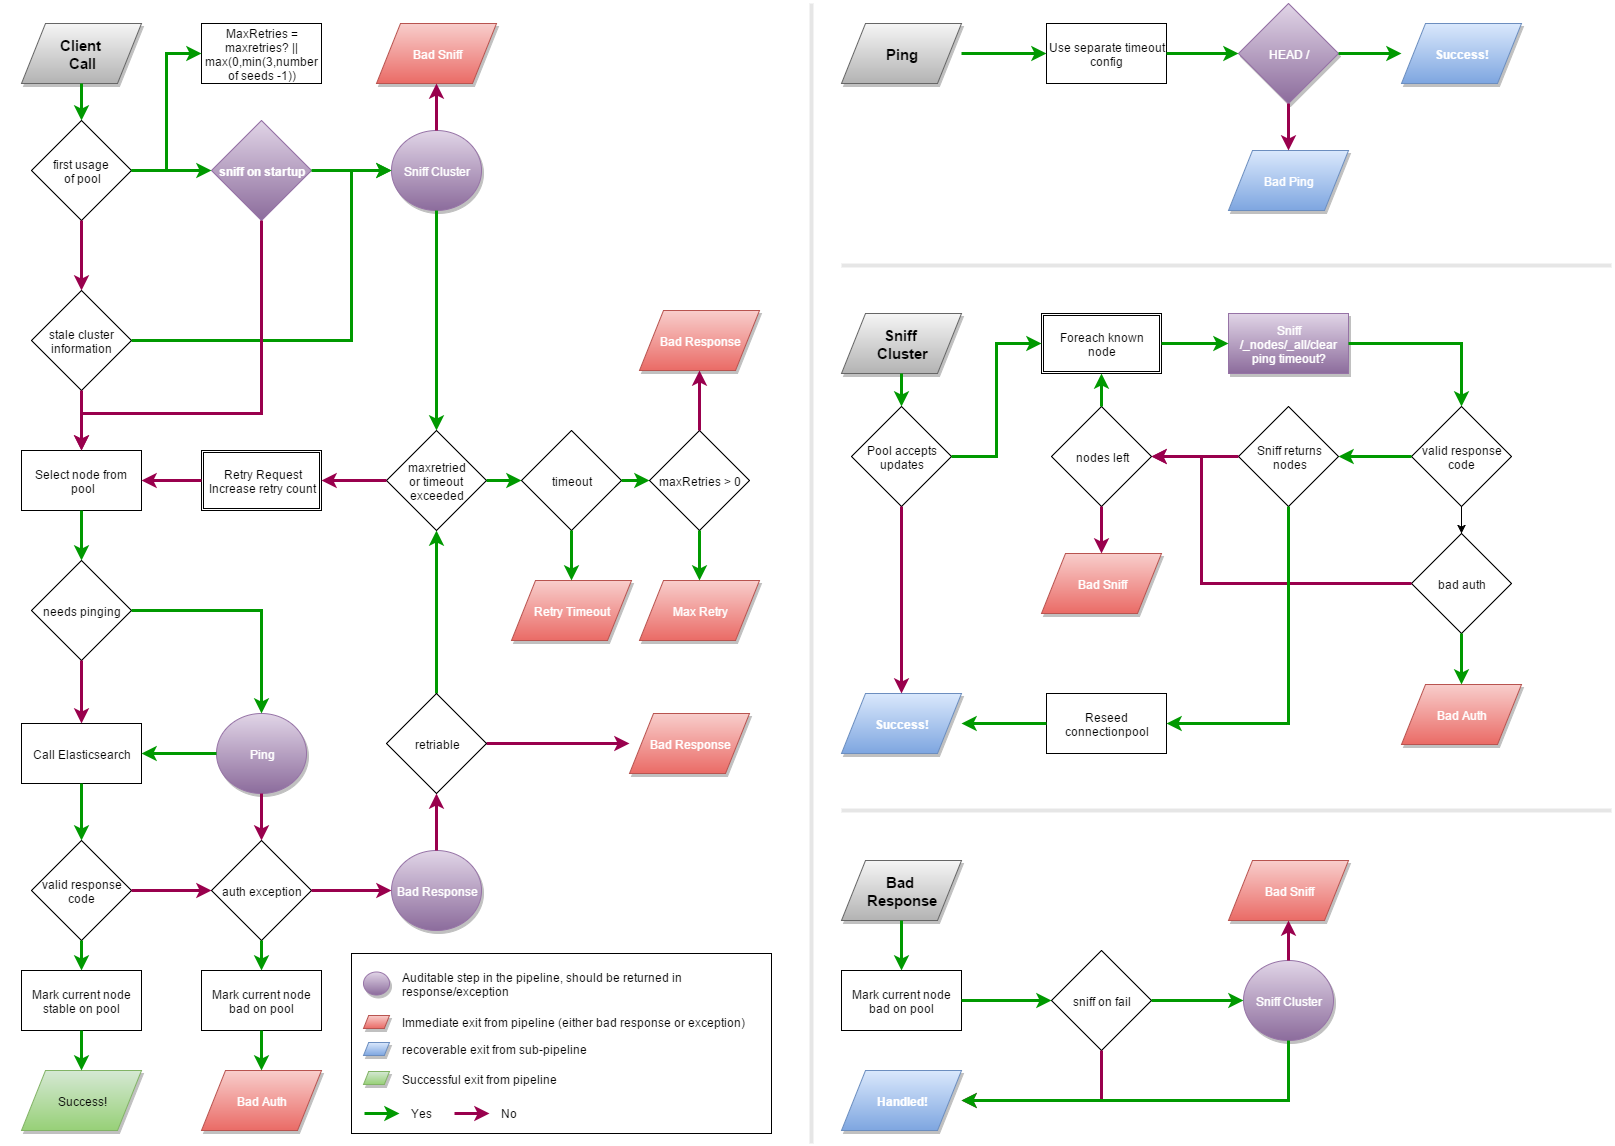 Client
Call
MaxRetries =
maxretries? ||
max(0,min(3,number
of seeds -1))
Bad Sniff
first usage
of pool
sniff on startup
Sniff Cluster
stale cluster
information
Bad Response
Select node from
pool
Retry Request
Increase retry count
maxretried
or timeout
exceeded
timeout
maxRetries > 0
needs pinging
Retry Timeout
Max Retry
Call Elasticsearch
Ping
retriable
Bad Response
valid response
code
auth exception
Bad Response
Mark current node
stable on pool
Mark current node
bad on pool
Success!
Bad Auth
Auditable step in the pipeline, should be returned in
response/exception
Immediate exit from pipeline (either bad response or exception)
recoverable exit from sub-pipeline
Successful exit from pipeline
Yes
No
Ping
Use separate timeout
config
HEAD /
Success!
Bad Ping
Sniff
Cluster
Foreach known
node
Sniff
/_nodes/_all/clear
ping timeout?
Pool accepts
updates
nodes left
Sniff returns
nodes
valid response
code
Bad Sniff
bad auth
Success!
Reseed
connectionpool
Bad Auth
Bad
Response
Bad Sniff
Mark current node
bad on pool
sniff on fail
Sniff Cluster
Handled!